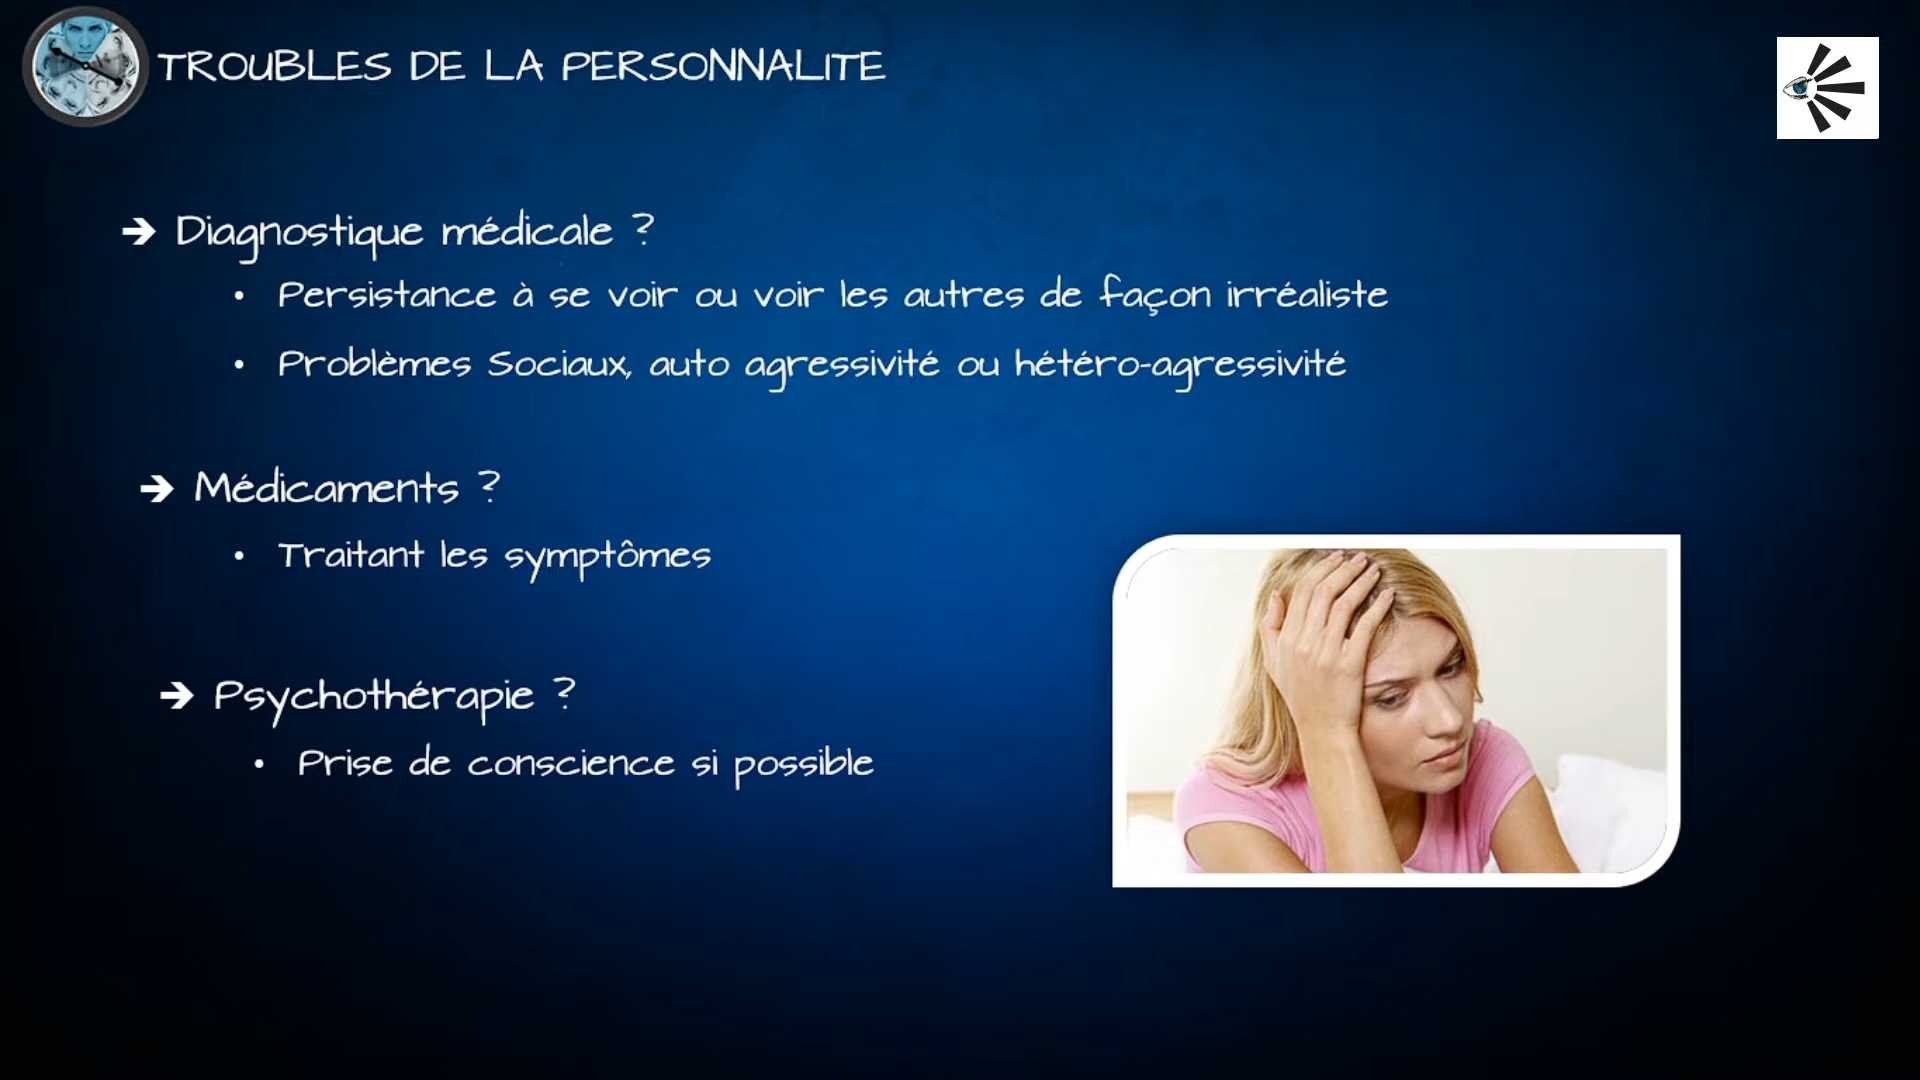 TROUBLES DE LA PERSONNALITE
→ Diagnostique médicale ?
• Persistance à se voir ou voir les autres de façon irréaliste
• Problèmes Sociaux, auto agressivité ou hétéro-agressivité
→ Médicaments ?
• Traitant les symptômes
→ Psychothérapie ?
• Prise de conscience si possible